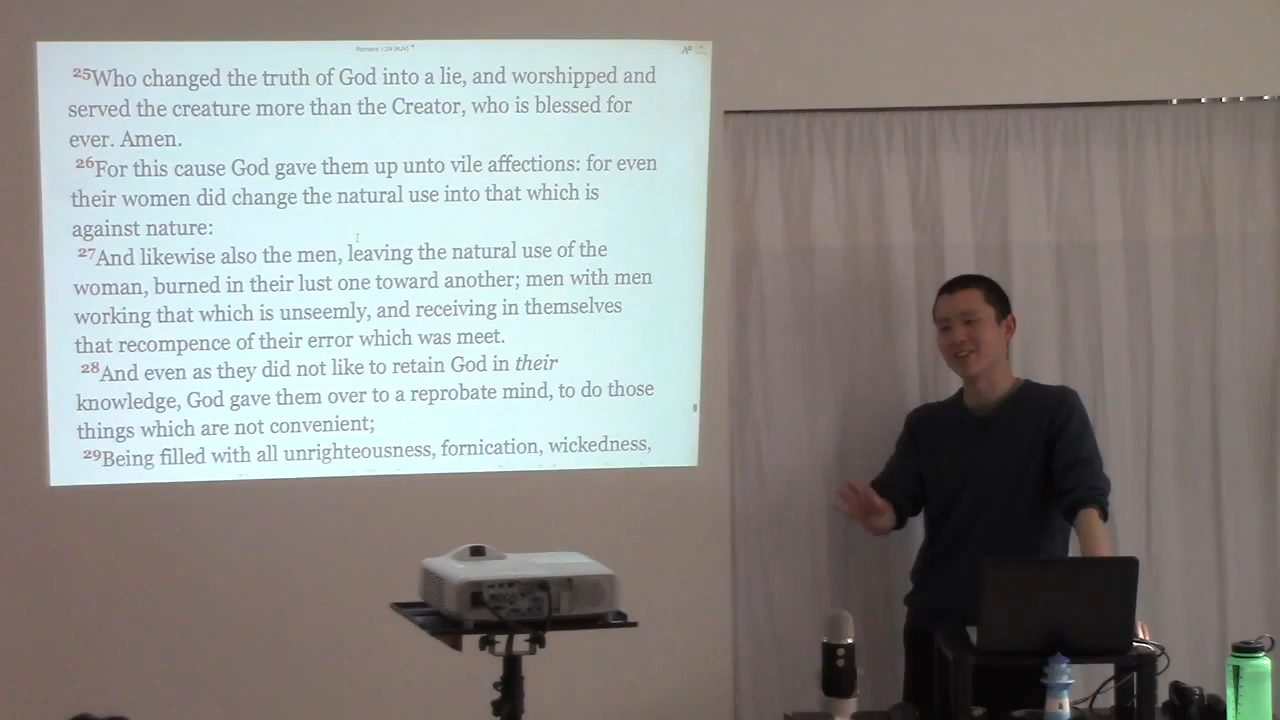 Romans 1:24 (KJV)
25Who changed the truth of God into a lie, and worshipped and
served the creature more than the Creator, who is blessed for
ever. Amen.
26For this cause God gave them up unto vile affections: for even
their women did change the natural use into that which is
against nature:
27And likewise also the men, leaving the natural use of the
woman, burned in their lust one toward another; men with men
working that which is unseemly, and receiving in themselves
that recompence of their error which was meet.
28And even as they did not like to retain God in their
knowledge, God gave them over to a reprobate mind, to do those
things which are not convenient;
29Being filled with all unrighteousness, fornication, wickedness,